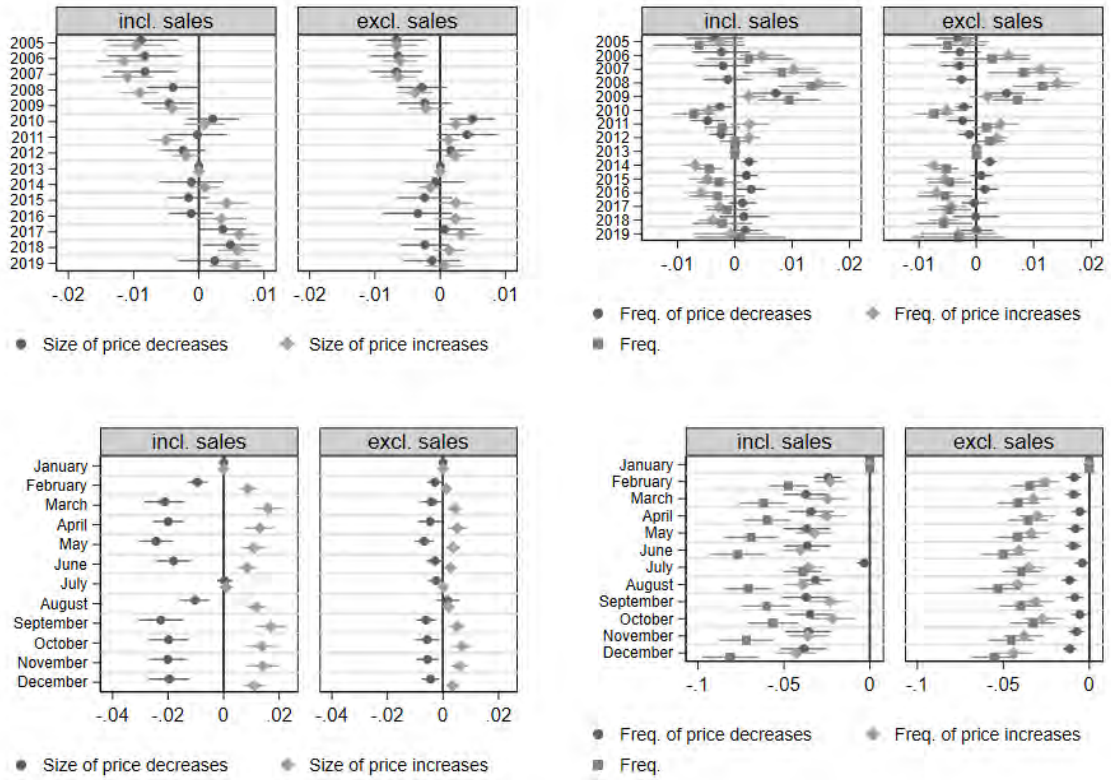 incl. sales
excl. sales
2005
2006
2007
2008
2009
2010
2011
2012
2013
2014
2015
2016
2017
2018
2019
-.02
-.01
0
.01
-.02
-.01
0
.01
Size of price decreases
Size of price increases
incl. sales
excl. sales
2005
2006
2007
2008
2009
2010
2011
2012
2013
2014
2015
2016
2017
2018
2019
-.01
0
.01
.02
-.01
0
.01
.02
Freq. of price decreases
Freq. of price increases
Freq.
incl. sales
excl. sales
January
February
March
April
May
June
July
August
September
October
November
December
-.04
-.02
0
.02
-.04
-.02
0
.02
Size of price decreases
Size of price increases
incl. sales
excl. sales
January
February
March
April
May
June
July
August
September
October
November
December
-.1
-.05
0
-.1
-.05
0
Freq. of price decreases
Freq. of price increases
Freq.